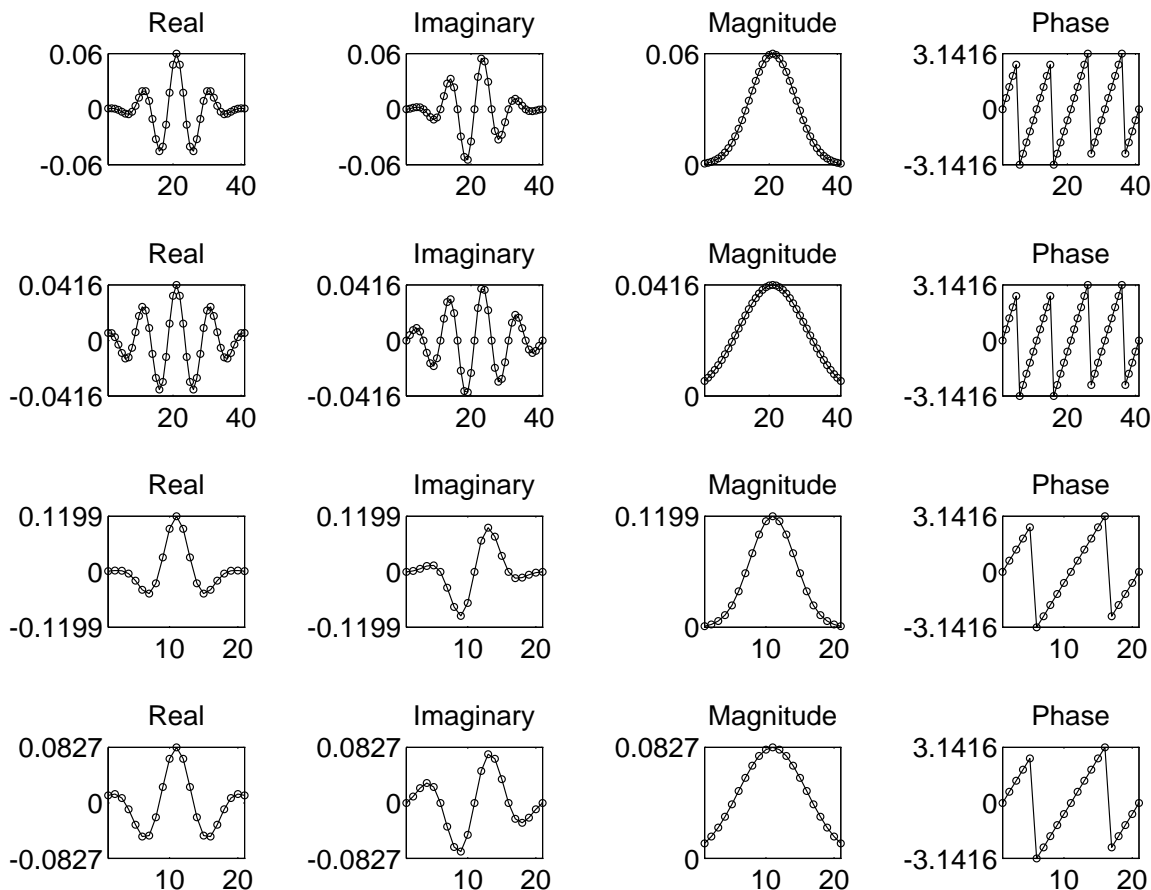 Real Imaginary Magnitude Phase
0.06 0.06 0.06 3.1416
0 0 0
-0.06 -0.06 0 -3.1416
20 40 20 40 20 40 20 40
Real Imaginary Magnitude Phase
0.0416 0.0416 0.0416 3.1416
0 0 0
-0.0416 -0.0416 0 -3.1416
20 40 20 40 20 40 20 40
Real Imaginary Magnitude Phase
0.1199 0.1199 0.1199 3.1416
0 0 0
-0.1199 -0.1199 0 -3.1416
10 20 10 20 10 20 10 20
Real Imaginary Magnitude Phase
0.0827 0.0827 0.0827 3.1416
0 0 0
-0.0827 -0.0827 0 -3.1416
10 20 10 20 10 20 10 20